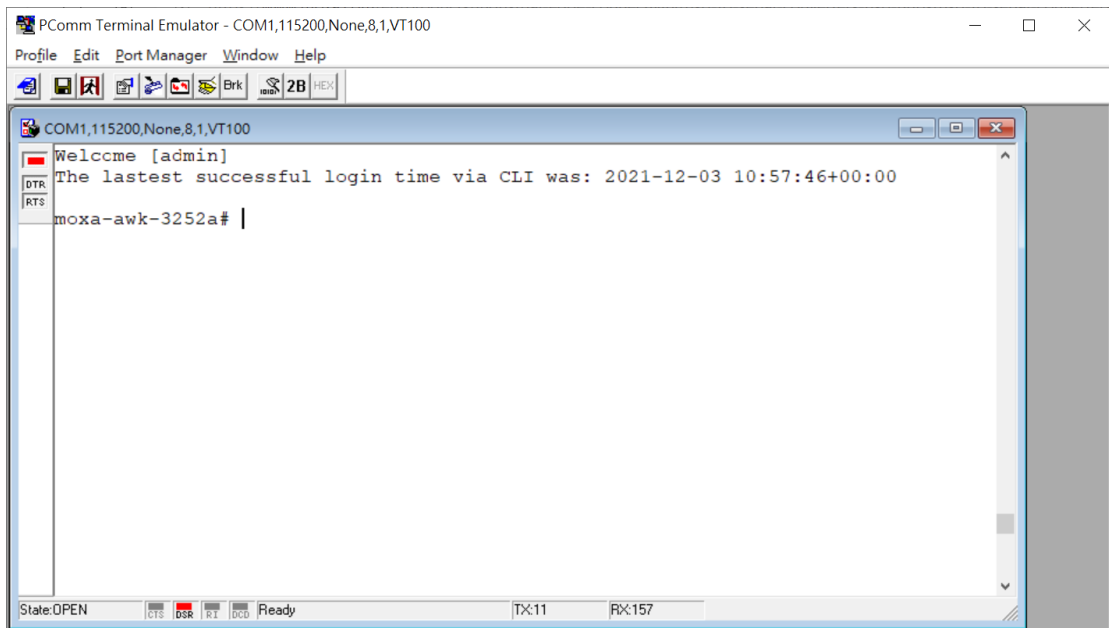 PComm Terminal Emulator - COM1,115200,None,8,1,VT100
Profile Edit Port Manager Window Help
Brk 2B HEX
COM1,115200,None,8,1,VT100
Welccme [admin]
DTR
The lastest successful login time via CLI was: 2021-12-03 10:57:46+00:00
RTS
moxa-awk-3252a#
State:OPEN CTS DSR RI DCD Ready TX:11 RX:157